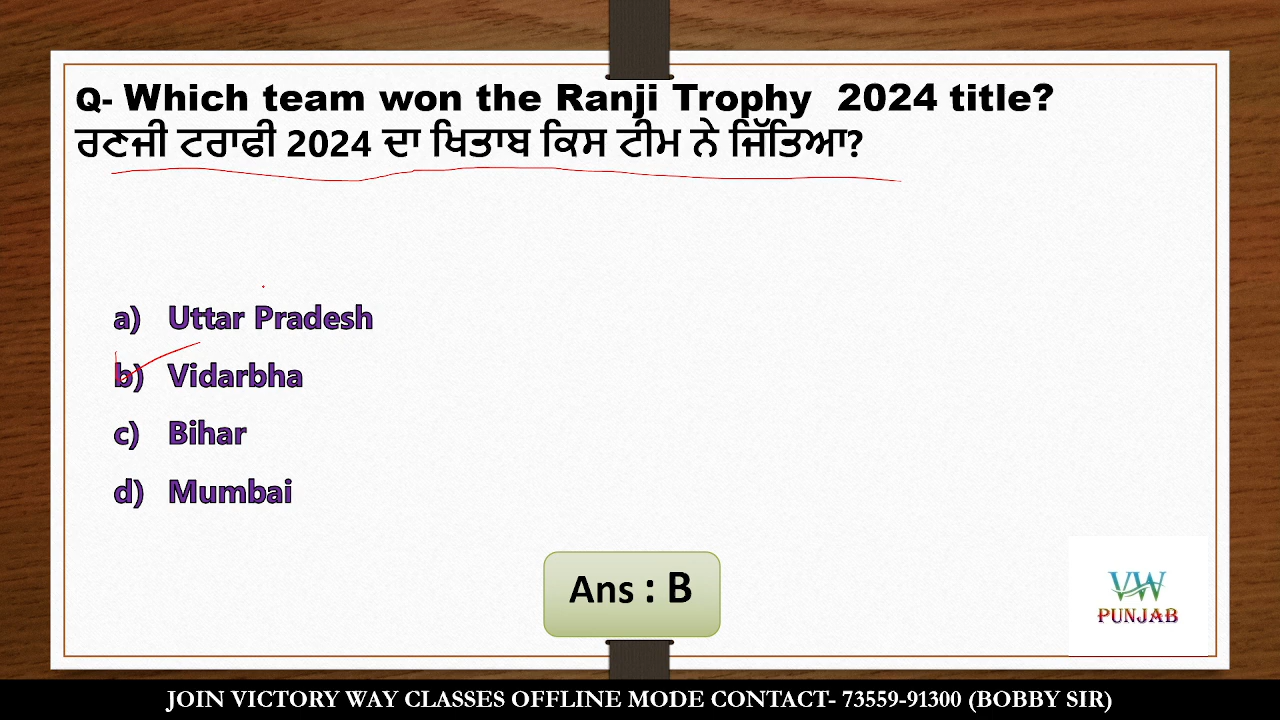 Q- Which team won the Ranji Trophy 2024 title?
ਰਣਜੀ ਟਰਾਫੀ 2024 ਦਾ ਖਿਤਾਬ ਕਿਸ ਟੀਮ ਨੇ ਜਿੱਤਿਆ?
a) Uttar Pradesh
b) Vidarbha
c) Bihar
d) Mumbai
Ans : B
VW
PUNJAB
JOIN VICTORY WAY CLASSES OFFLINE MODE CONTACT- 73559-91300 (BOBBY SIR)